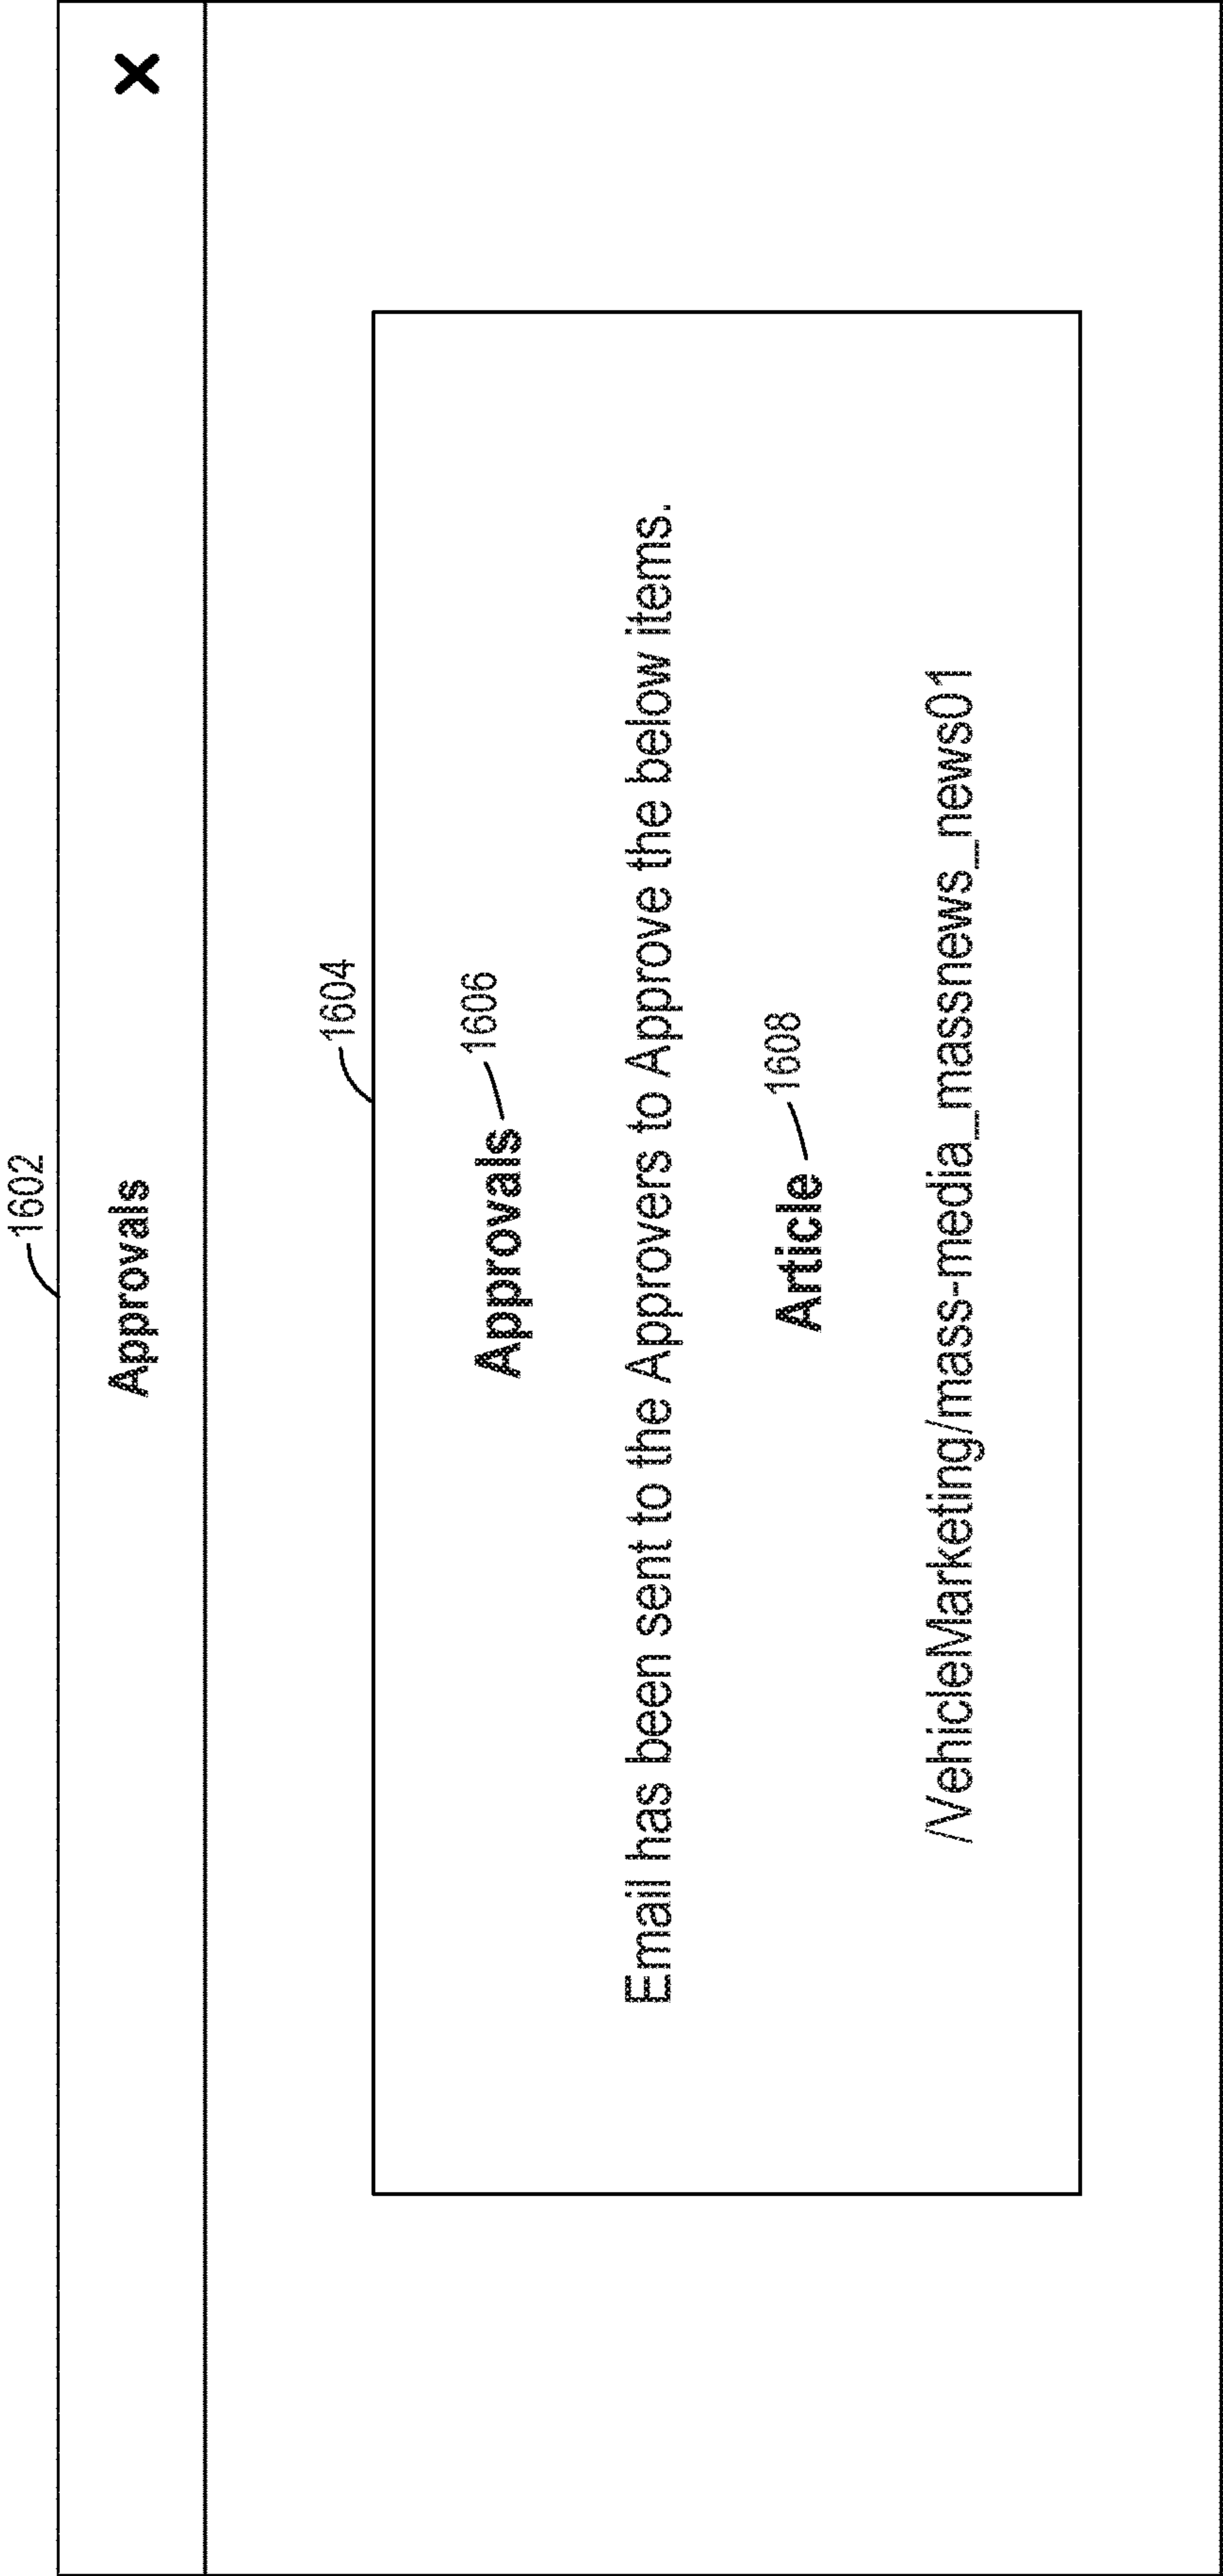 1602
Approvals X
1604
Approvals 1606
Email has been sent to the Approvers to Approve the below items.
Article 1608
/VehicleMarketing/mass-media_massnews_news01